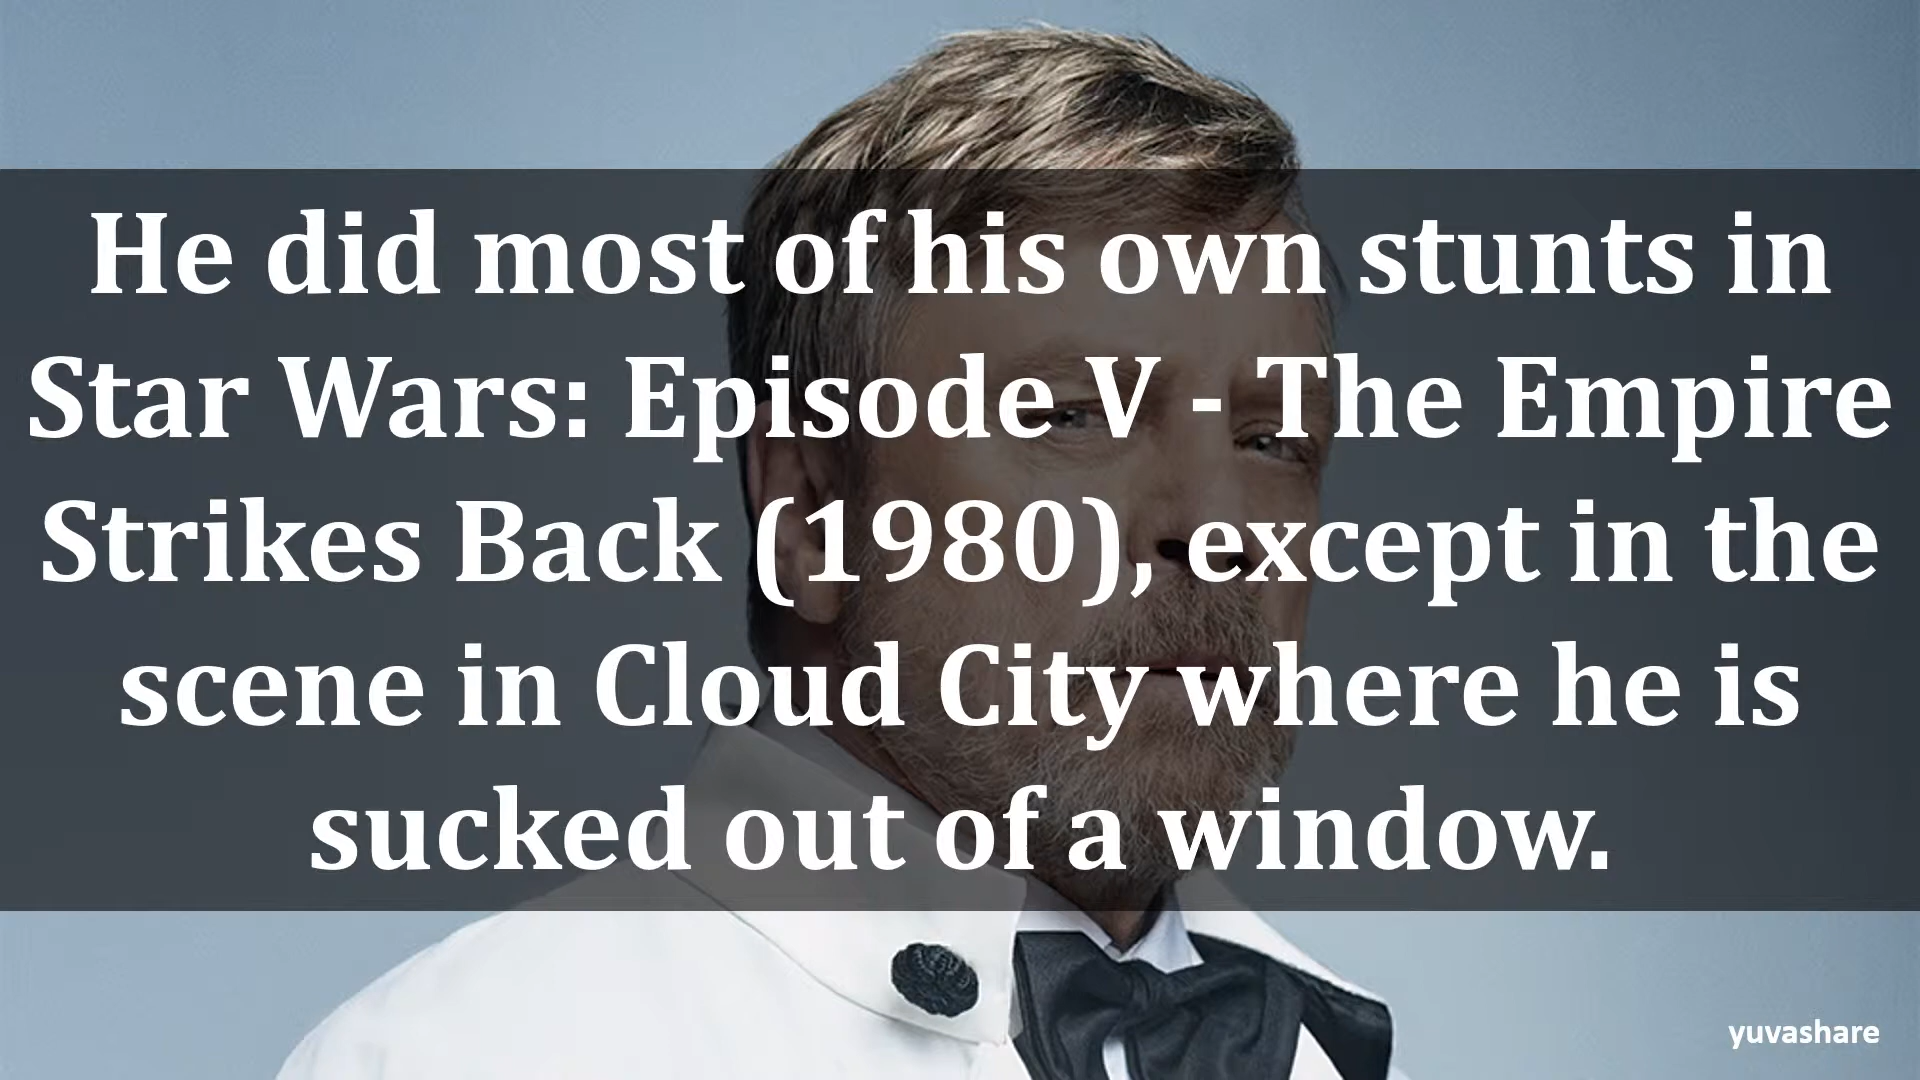 He did most of his own stunts in
Star Wars: Episode V - The Empire
Strikes Back (1980), except in the
scene in Cloud City where he is
sucked out of a window.
yuvashare